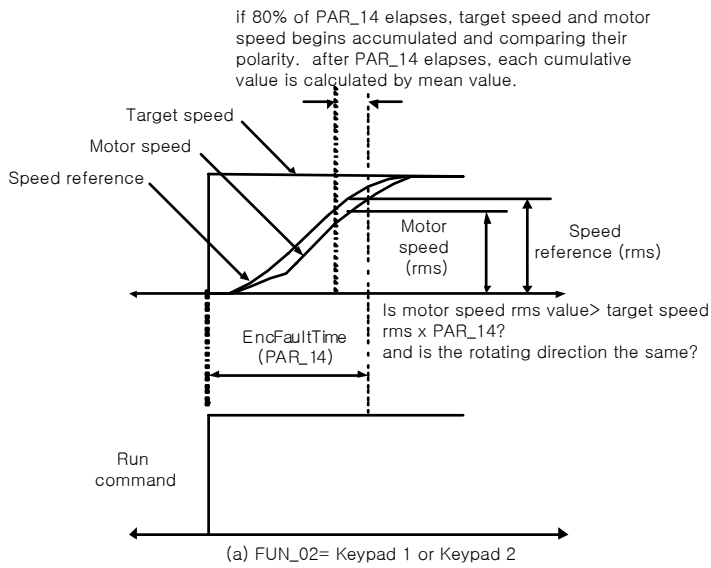 if 80% of PAR_14 elapses, target speed and motor
speed begins accumulated and comparing their
polarity. after PAR_14 elapses, each cumulative
value is calculated by mean value.
Target speed
Motor speed
Speed reference
Motor
speed
(rms)
Speed
reference (rms)
Is motor speed rms value> target speed
rms x PAR_14?
and is the rotating direction the same?
EncFaultTime
(PAR_14)
Run
command
(a) FUN_02= Keypad 1 or Keypad 2